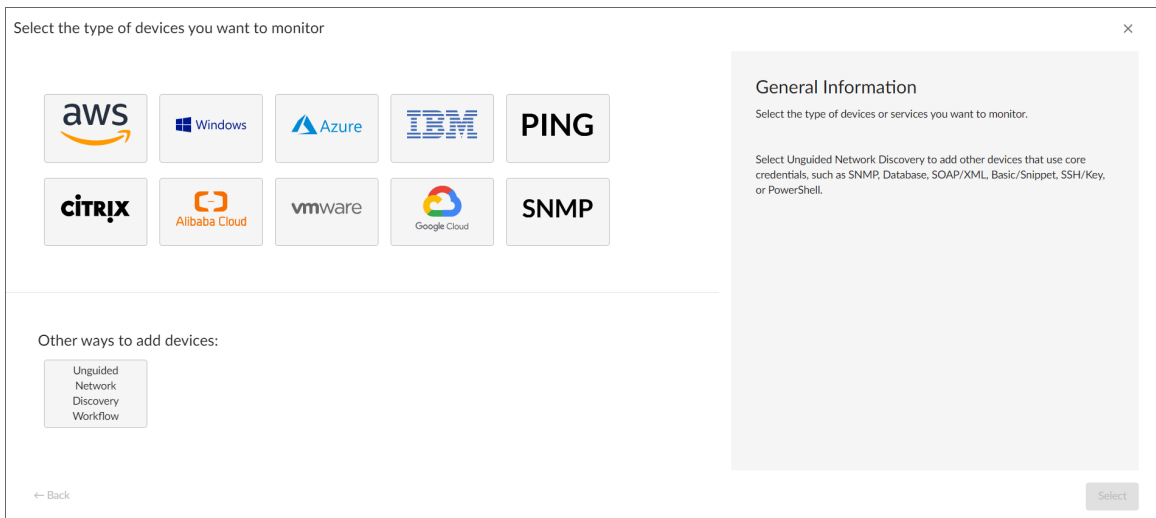 Select the type of devices you want to monitor
×
aws
Windows
Azure
IBM
PING
CİTRIX
Alibaba Cloud
vmware
Google Cloud
SNMP
General Information
Select the type of devices or services you want to monitor.
Select Unguided Network Discovery to add other devices that use core
credentials, such as SNMP, Database, SOAP/XML, Basic/Snippet, SSH/Key,
or PowerShell.
Other ways to add devices:
Unguided
Network
Discovery
Workflow
← Back
Select